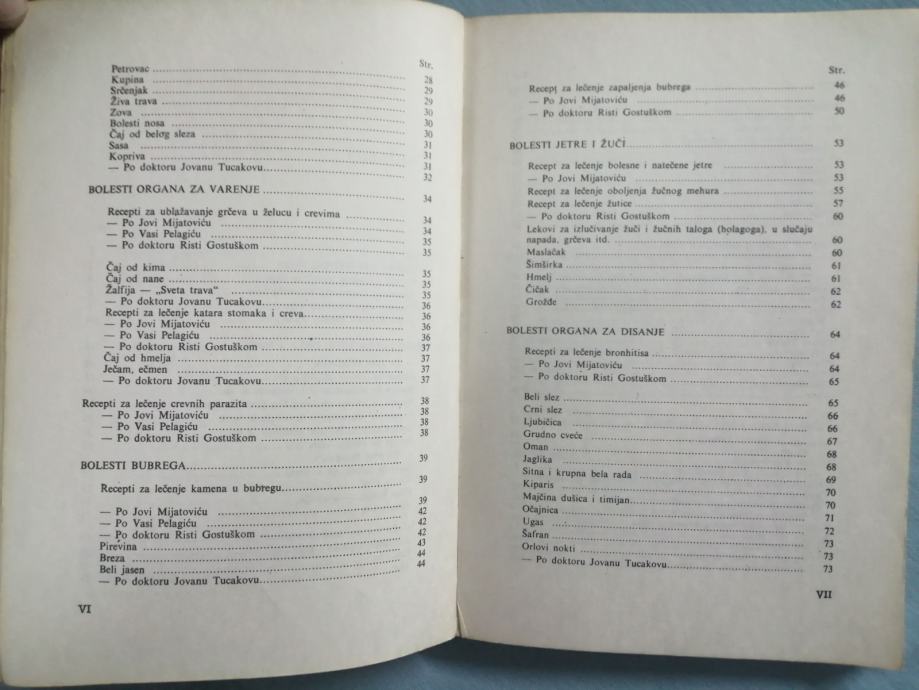 Str.
Petrovac 28
Kupina 29
Srčenjak 29
Živa trava 30
Zova 30
Bolesti nosa 30
Čaj od belog sleza 31
Sasa 31
Kopriva 31
— Po doktoru Jovanu Tucakovu 32
BOLESTI ORGANA ZA VARENJE 34
Recepti za ublažavanje grčeva u želucu i crevima 34
— Po Jovi Mijatoviću 34
— Po Vasi Pelagiću 35
— Po doktoru Risti Gostuškom 35
Čaj od kima 35
Čaj od nane 35
Žalfija — „Sveta trava“ 35
— Po doktoru Jovanu Tucakovu 36
Recepti za lečenje katara stomaka i creva 36
— Po Jovi Mijatoviću 36
— Po Vasi Pelagiću 36
— Po doktoru Risti Gostuškom 37
Čaj od hmelja 37
Ječam, ečmen 37
— Po doktoru Jovanu Tucakovu 37
Recepti za lečenje crevnih parazita 38
— Po Jovi Mijatoviću 38
— Po Vasi Pelagiću 38
— Po doktoru Risti Gostuškom 38
BOLESTI BUBREGA 39
Recepti za lečenje kamena u bubregu 39
— Po Jovi Mijatoviću 39
— Po Vasi Pelagiću 42
— Po doktoru Risti Gostuškom 42
Pirevina 42
Breza 43
Beli jasen 44
— Po doktoru Jovanu Tucakovu 44
VI
Str.
Recept za lečenje zapaljenja bubrega 46
— Po Jovi Mijatoviću 46
— Po doktoru Risti Gostuškom 50
BOLESTI JETRE I ŽUČI 53
Recept za lečenje bolesne i natečene jetre 53
— Po Jovi Mijatoviću 53
Recept za lečenje oboljenja žučnog mehura 55
Recept za lečenje žutice 57
— Po doktoru Risti Gostuškom 60
Lekovi za izlučivanje žuči i žučnih taloga (holagoga), u slučaju
napada, grčeva itd. 60
Maslačak 60
Šimširka 61
Hmelj 61
Čičak 62
Grožđe 62
BOLESTI ORGANA ZA DISANJE 64
Recepti za lečenje bronhitisa 64
— Po Jovi Mijatoviću 64
— Po doktoru Risti Gostuškom 65
Beli slez 65
Crni slez 66
Ljubičica 66
Grudno cveće 67
Oman 68
Jaglika 68
Sitna i krupna bela rada 69
Kiparis 70
Majčina dušica i timijan 70
Očajnica 71
Ugas 72
Šafran 73
Orlovi nokti 73
— Po doktoru Jovanu Tucakovu 73
VII